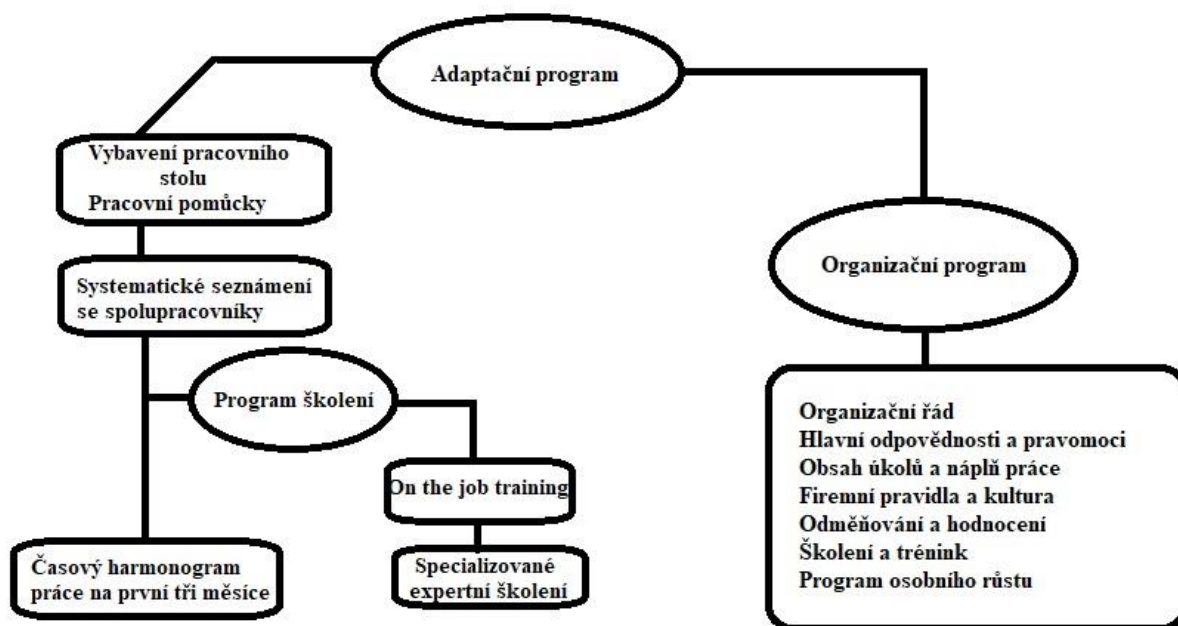 Adaptační program
Vybavení pracovního
stolu
Pracovní pomůcky
Systematické seznámení
se spolupracovníky
Program školení
On the job training
Specializované
expertní školení
Časový harmonogram
práce na první tři měsíce
Organizační program
Organizační řád
Hlavní odpovědnosti a pravomoci
Obsah úkolů a náplň práce
Firemní pravidla a kultura
Odměňování a hodnocení
Školení a trénink
Program osobního růstu